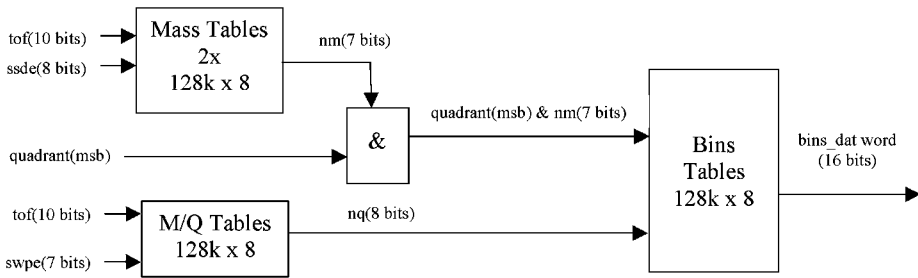 tof(10 bits)
ssde(8 bits)
Mass Tables
2x
128k x 8
nm(7 bits)
quadrant(msb)
&
quadrant(msb) & nm(7 bits)
tof(10 bits)
swpe(7 bits)
M/Q Tables
128k x 8
nq(8 bits)
Bins
Tables
128k x 8
bins_dat word
(16 bits)